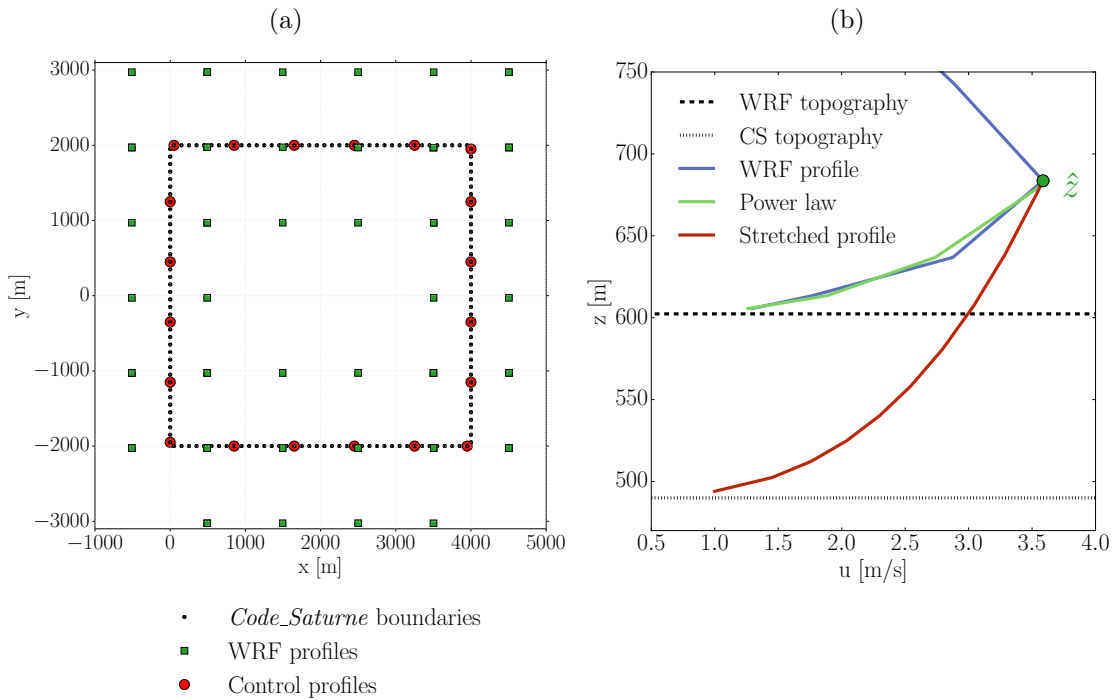 (a)
3000
2000
1000
0
−1000
−2000
−3000
y [m]
−1000 0 1000 2000 3000 4000 5000
x [m]
Code_Saturne boundaries
WRF profiles
Control profiles
(b)
750
700
650
600
550
500
z [m]
WRF topography
CS topography
WRF profile
Power law
Stretched profile
ẑ
0.5 1.0 1.5 2.0 2.5 3.0 3.5 4.0
u [m/s]